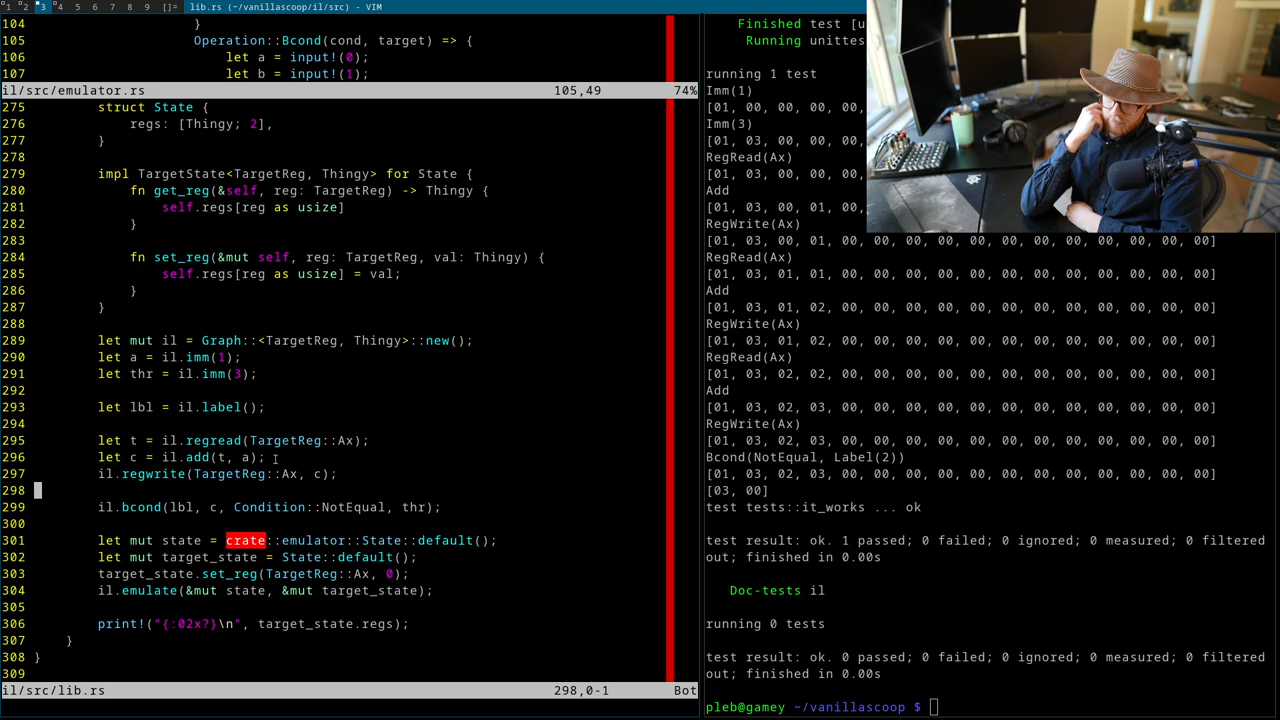 1 2 3 4 5 6 7 8 9 []= lib.rs (~/vanillascoop/il/src) - VIM
104 }
105 Operation::Bcond(cond, target) => {
106 let a = input!(0);
107 let b = input!(1);
il/src/emulator.rs 105,49 74%
275 struct State {
276 regs: [Thingy; 2],
277 }
278
279 impl TargetState<TargetReg, Thingy> for State {
280 fn get_reg(&self, reg: TargetReg) -> Thingy {
281 self.regs[reg as usize]
282 }
283
284 fn set_reg(&mut self, reg: TargetReg, val: Thingy) {
285 self.regs[reg as usize] = val;
286 }
287 }
288
289 let mut il = Graph::<TargetReg, Thingy>::new();
290 let a = il.imm(1);
291 let thr = il.imm(3);
292
293 let lbl = il.label();
294
295 let t = il.regread(TargetReg::Ax);
296 let c = il.add(t, a);
297 il.regwrite(TargetReg::Ax, c);
298
299 il.bcond(lbl, c, Condition::NotEqual, thr);
300
301 let mut state = crate::emulator::State::default();
302 let mut target_state = State::default();
303 target_state.set_reg(TargetReg::Ax, 0);
304 il.emulate(&mut state, &mut target_state);
305
306 print!("{:02x?}\n", target_state.regs);
307 }
308 }
309
il/src/lib.rs 298,0-1 Bot
Finished test [u
Running unittes
running 1 test
Imm(1)
[01, 00, 00, 00, 00,
Imm(3)
[01, 03, 00, 00, 00,
RegRead(Ax)
[01, 03, 00, 00, 00,
Add
[01, 03, 00, 01, 00,
RegWrite(Ax)
[01, 03, 00, 01, 00, 00, 00, 00, 00, 00, 00, 00, 00, 00, 00, 00]
RegRead(Ax)
[01, 03, 01, 01, 00, 00, 00, 00, 00, 00, 00, 00, 00, 00, 00, 00]
Add
[01, 03, 01, 02, 00, 00, 00, 00, 00, 00, 00, 00, 00, 00, 00, 00]
RegWrite(Ax)
[01, 03, 01, 02, 00, 00, 00, 00, 00, 00, 00, 00, 00, 00, 00, 00]
RegRead(Ax)
[01, 03, 02, 02, 00, 00, 00, 00, 00, 00, 00, 00, 00, 00, 00, 00]
Add
[01, 03, 02, 03, 00, 00, 00, 00, 00, 00, 00, 00, 00, 00, 00, 00]
RegWrite(Ax)
[01, 03, 02, 03, 00, 00, 00, 00, 00, 00, 00, 00, 00, 00, 00, 00]
Bcond(NotEqual, Label(2))
[01, 03, 02, 03, 00, 00, 00, 00, 00, 00, 00, 00, 00, 00, 00, 00]
[03, 00]
test tests::it_works ... ok
test result: ok. 1 passed; 0 failed; 0 ignored; 0 measured; 0 filtered
out; finished in 0.00s
Doc-tests il
running 0 tests
test result: ok. 0 passed; 0 failed; 0 ignored; 0 measured; 0 filtered
out; finished in 0.00s
pleb@gamey ~/vanillascoop $